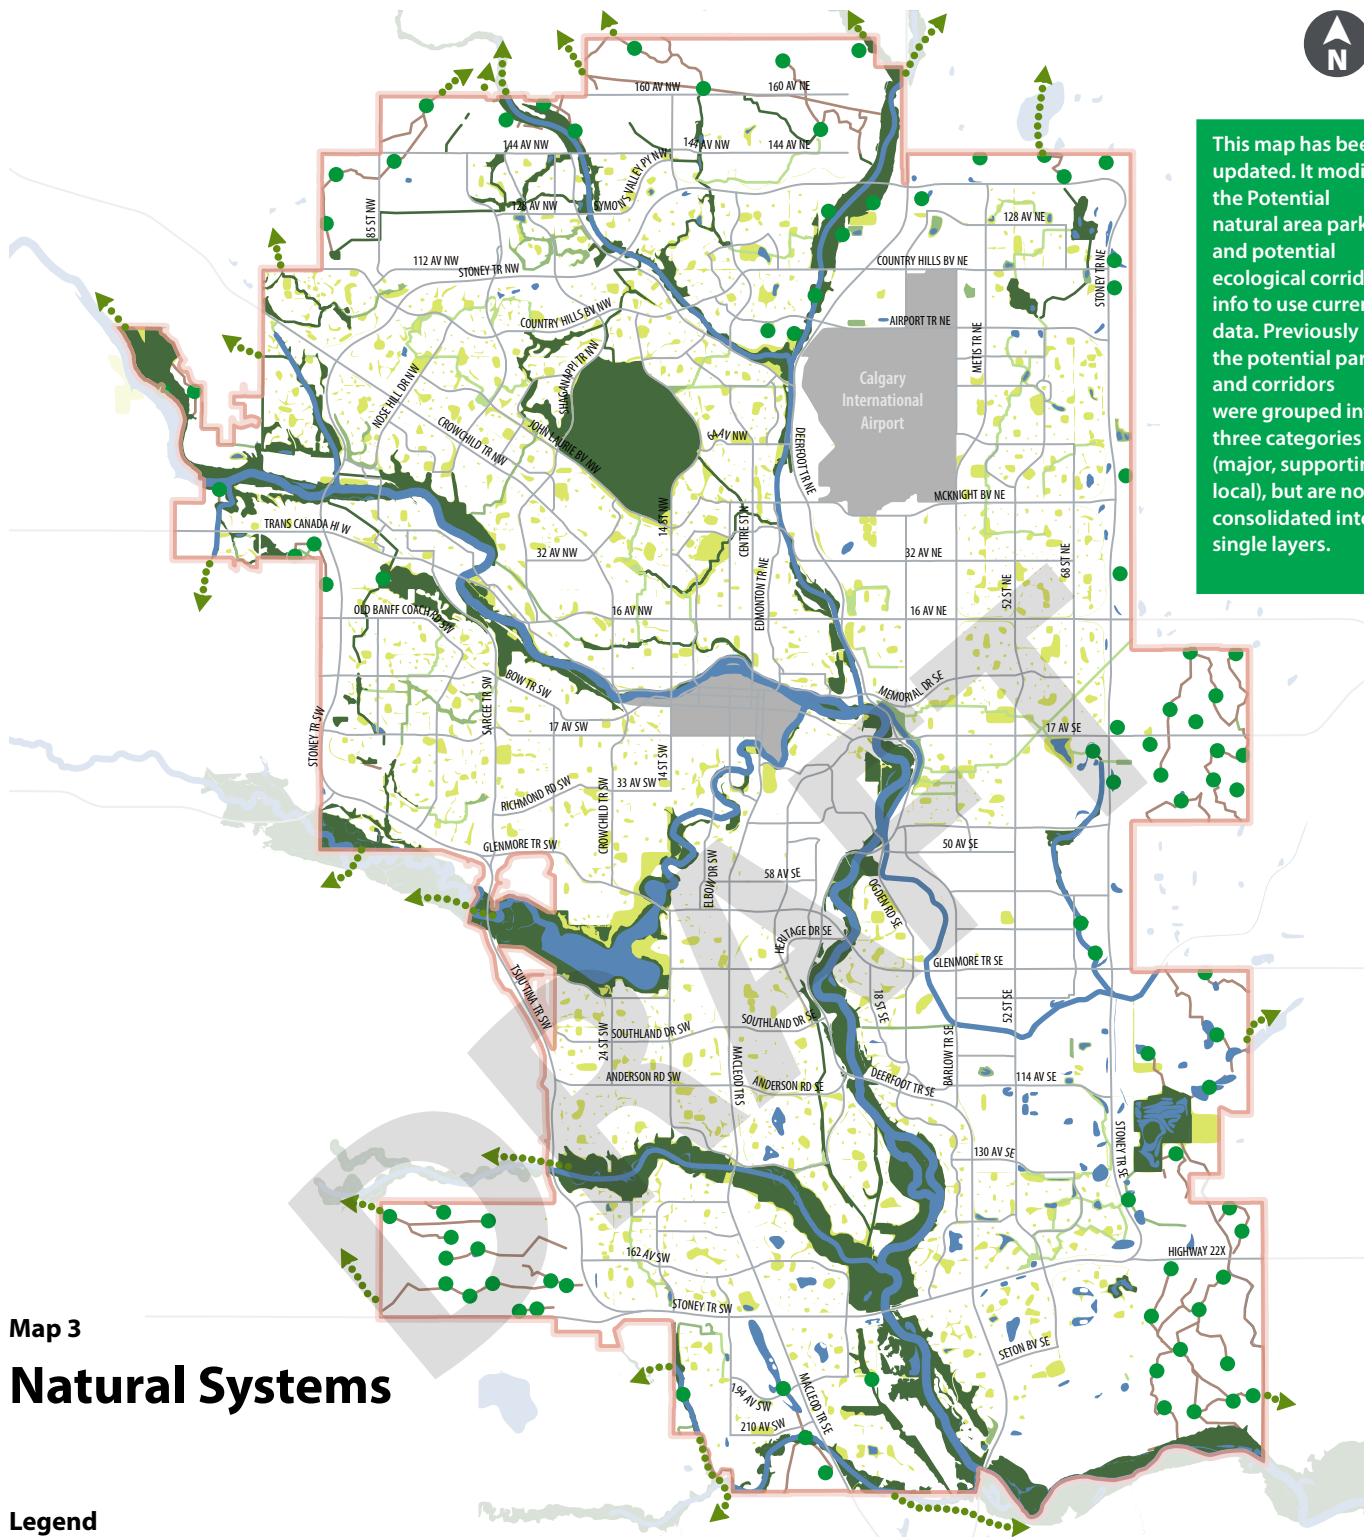 N
This map has bee
updated. It modi
the Potential
natural area park
and potential
ecological corrid
info to use curren
data. Previously
the potential par
and corridors
were grouped in
three categories
(major, supportin
local), but are no
consolidated into
single layers.
160 AV NW
160 AV NE
144 AV NW
144 AV NW
144 AV NE
SYMON'S VALLEY PY NW
128 AV NW
128 AV NE
85 ST NW
112 AV NW
STONEY TR NW
COUNTRY HILLS BV NE
STONEY TR NE
COUNTRY HILLS BV NW
AIRPORT TR NE
METIS TR NE
SHAGANAPPI TR NW
NOSE HILL DR NW
Calgary
International
Airport
CROWCHILD TR NW
JOHN LAURIE BV NW
64 AV NW
DEERFOOT TR NE
MCKNIGHT BV NE
14 ST NW
CENTRE ST N
TRANS CANADA HI W
32 AV NW
32 AV NE
68 ST NE
52 ST NE
EDMONTON TR NE
OLD BANFF COACH RD SW
16 AV NW
16 AV NE
BOW TR SW
SARCEE TR SW
MEMORIAL DR SE
17 AV SW
17 AV SE
STONEY TR SW
14 ST SW
33 AV SW
RICHMOND RD SW
CROWCHILD TR SW
GLENMORE TR SW
50 AV SE
58 AV SE
ELBOW DR SW
OGDEN RD SE
HERITAGE DR SE
GLENMORE TR SE
TSUUT'INA TR SW
18 ST SE
52 ST SE
24 ST SW
SOUTHLAND DR SW
SOUTHLAND DR SE
BARLOW TR SE
MACLEOD TR S
ANDERSON RD SW
ANDERSON RD SE
DEERFOOT TR SE
114 AV SE
STONEY TR SE
130 AV SE
162 AV SW
HIGHWAY 22X
STONEY TR SW
SETON BV SE
194 AV SW
MACLEOD TR SE
210 AV SW
DRAFT
Map 3
Natural Systems
Legend